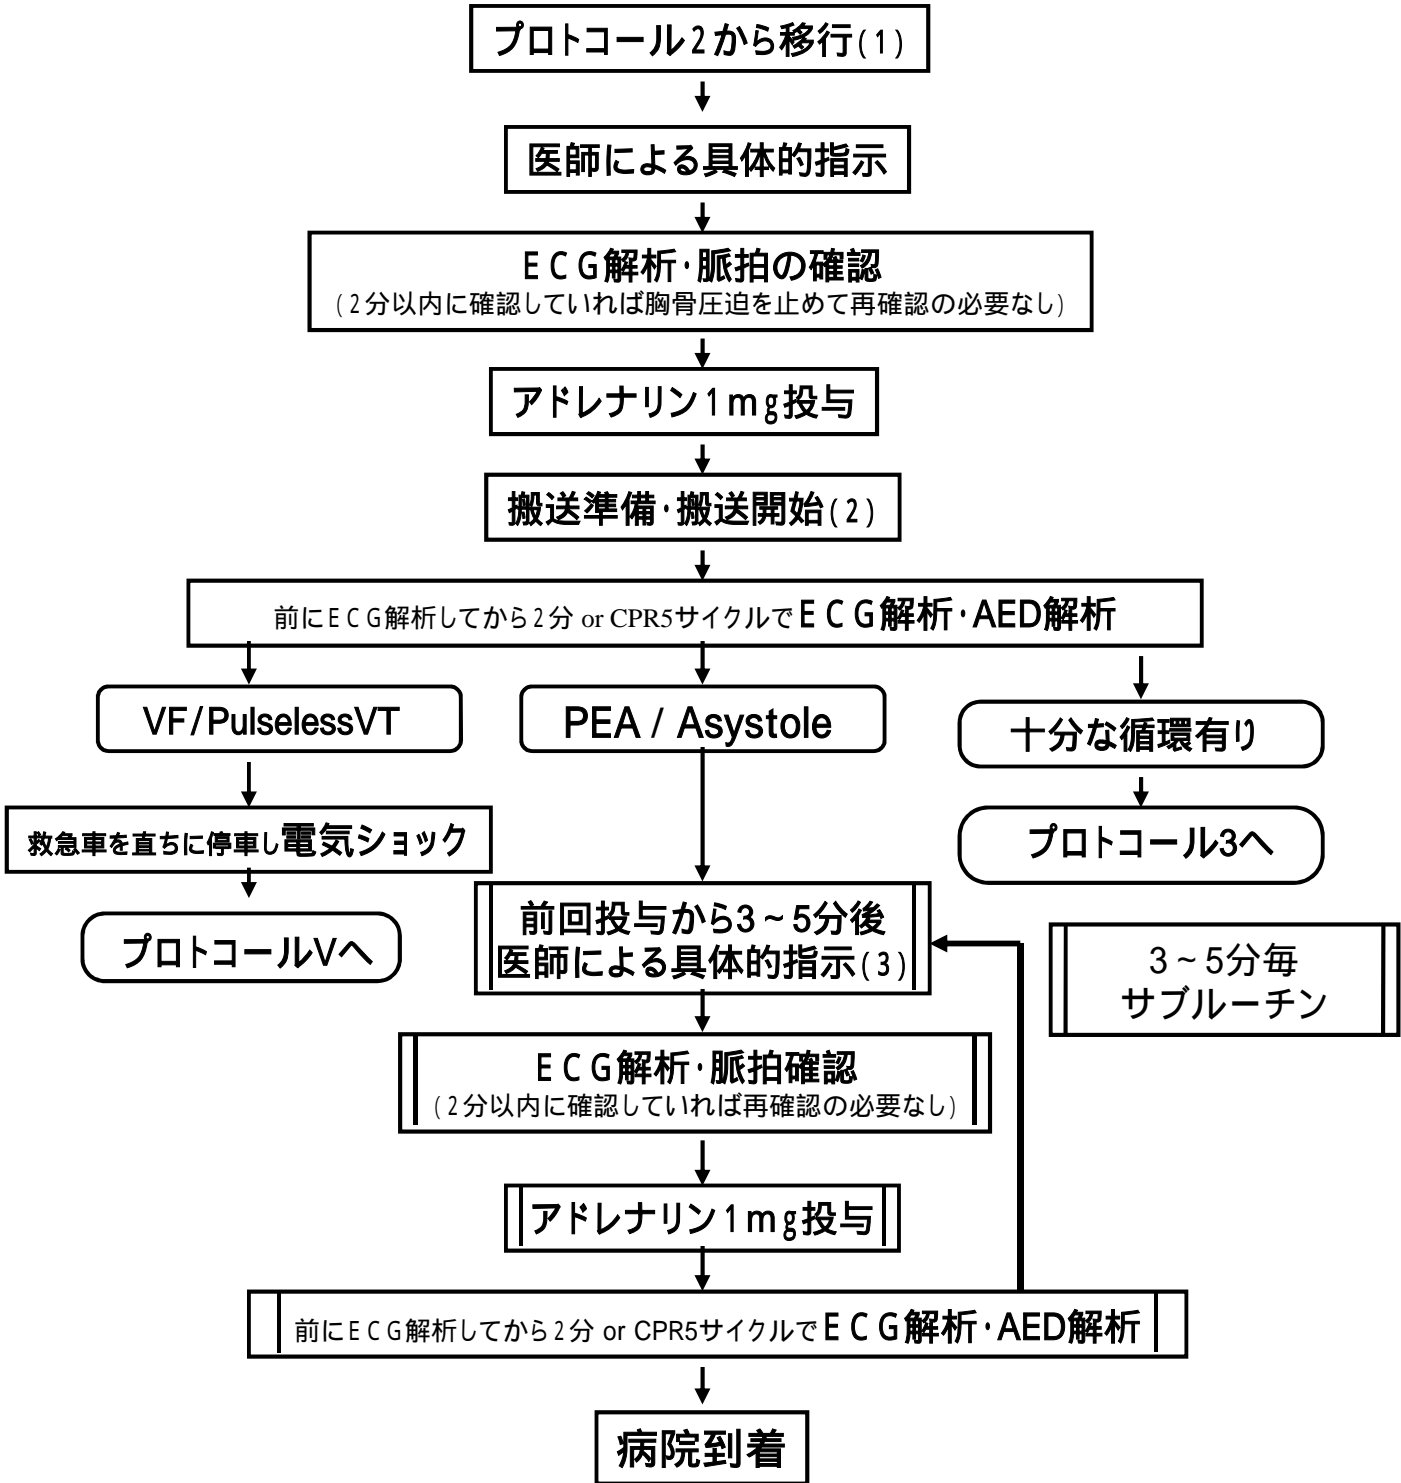 プロトコール2から移行(1)
医師による具体的指示
ECG解析・脈拍の確認
(2分以内に確認していれば胸骨圧迫を止めて再確認の必要なし)
アドレナリン1mg投与
搬送準備・搬送開始(2)
前にECG解析してから2分 or CPR5サイクルでECG解析・AED解析
VF/PulselessVT
PEA / Asystole
十分な循環有り
救急車を直ちに停車し電気ショック
プロトコール3へ
プロトコールVへ
前回投与から3~5分後
医師による具体的指示(3)
3~5分毎
サブルーチン
ECG解析・脈拍確認
(2分以内に確認していれば再確認の必要なし)
アドレナリン1mg投与
前にECG解析してから2分 or CPR5サイクルでECG解析・AED解析
病院到着